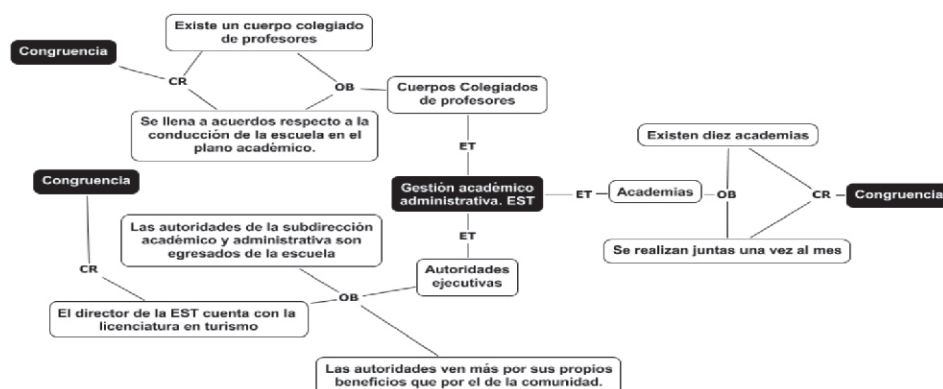 Existe un cuerpo colegiado
de profesores
Congruencia
CR
OB
Cuerpos Colegiados
de profesores
Se llena a acuerdos respecto a la
conducción de la escuela en el
plano académico.
ET
Existen diez academias
Congruencia
Gestión académico
administrativa. EST
ET
Academias
OB
CR
Congruencia
Las autoridades de la subdirección
académico y administrativa son
egresados de la escuela
ET
Se realizan juntas una vez al mes
CR
Autoridades
ejecutivas
OB
El director de la EST cuenta con la
licenciatura en turismo
Las autoridades ven más por sus propios
beneficios que por el de la comunidad.